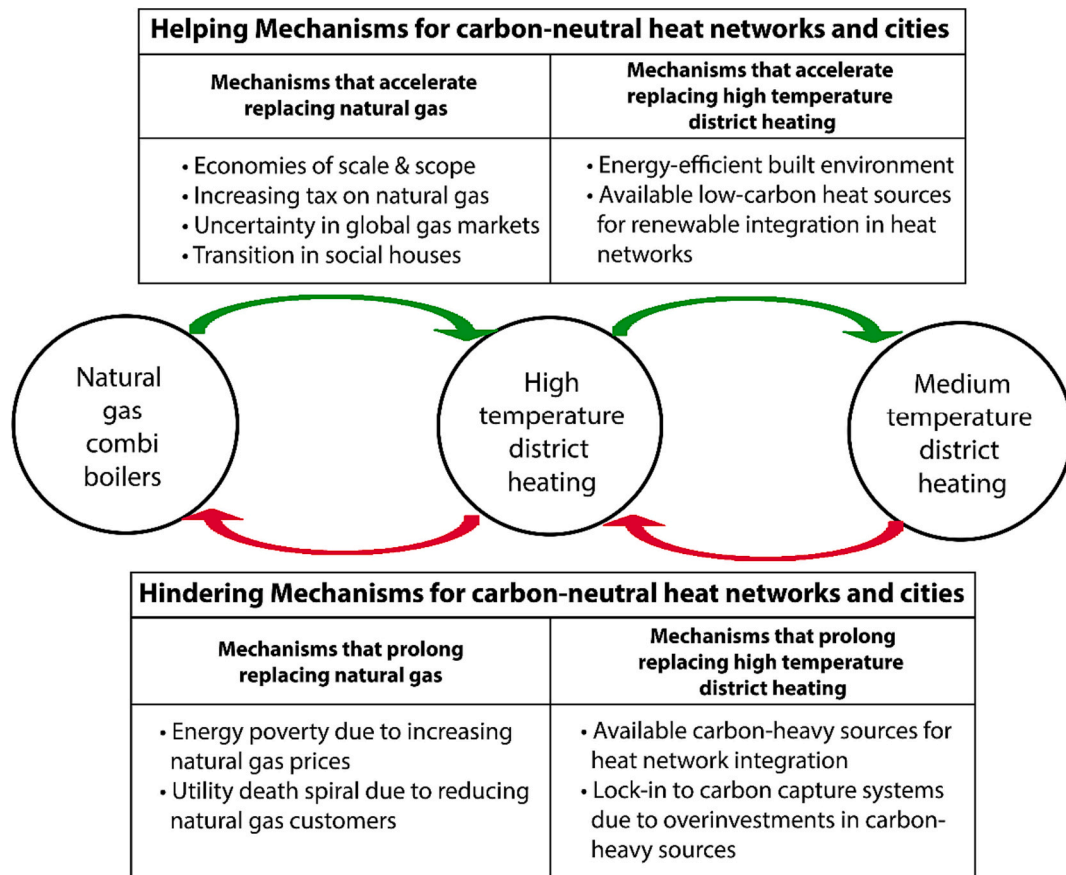 Helping Mechanisms for carbon-neutral heat networks and cities
Mechanisms that accelerate
replacing natural gas
Mechanisms that accelerate
replacing high temperature
district heating
• Economies of scale & scope
• Increasing tax on natural gas
• Uncertainty in global gas markets
• Transition in social houses
• Energy-efficient built environment
• Available low-carbon heat sources
for renewable integration in heat
networks
Natural
gas
combi
boilers
High
temperature
district
heating
Medium
temperature
district
heating
Hindering Mechanisms for carbon-neutral heat networks and cities
Mechanisms that prolong
replacing natural gas
Mechanisms that prolong
replacing high temperature
district heating
• Energy poverty due to increasing
natural gas prices
• Utility death spiral due to reducing
natural gas customers
• Available carbon-heavy sources for
heat network integration
• Lock-in to carbon capture systems
due to overinvestments in carbon-
heavy sources